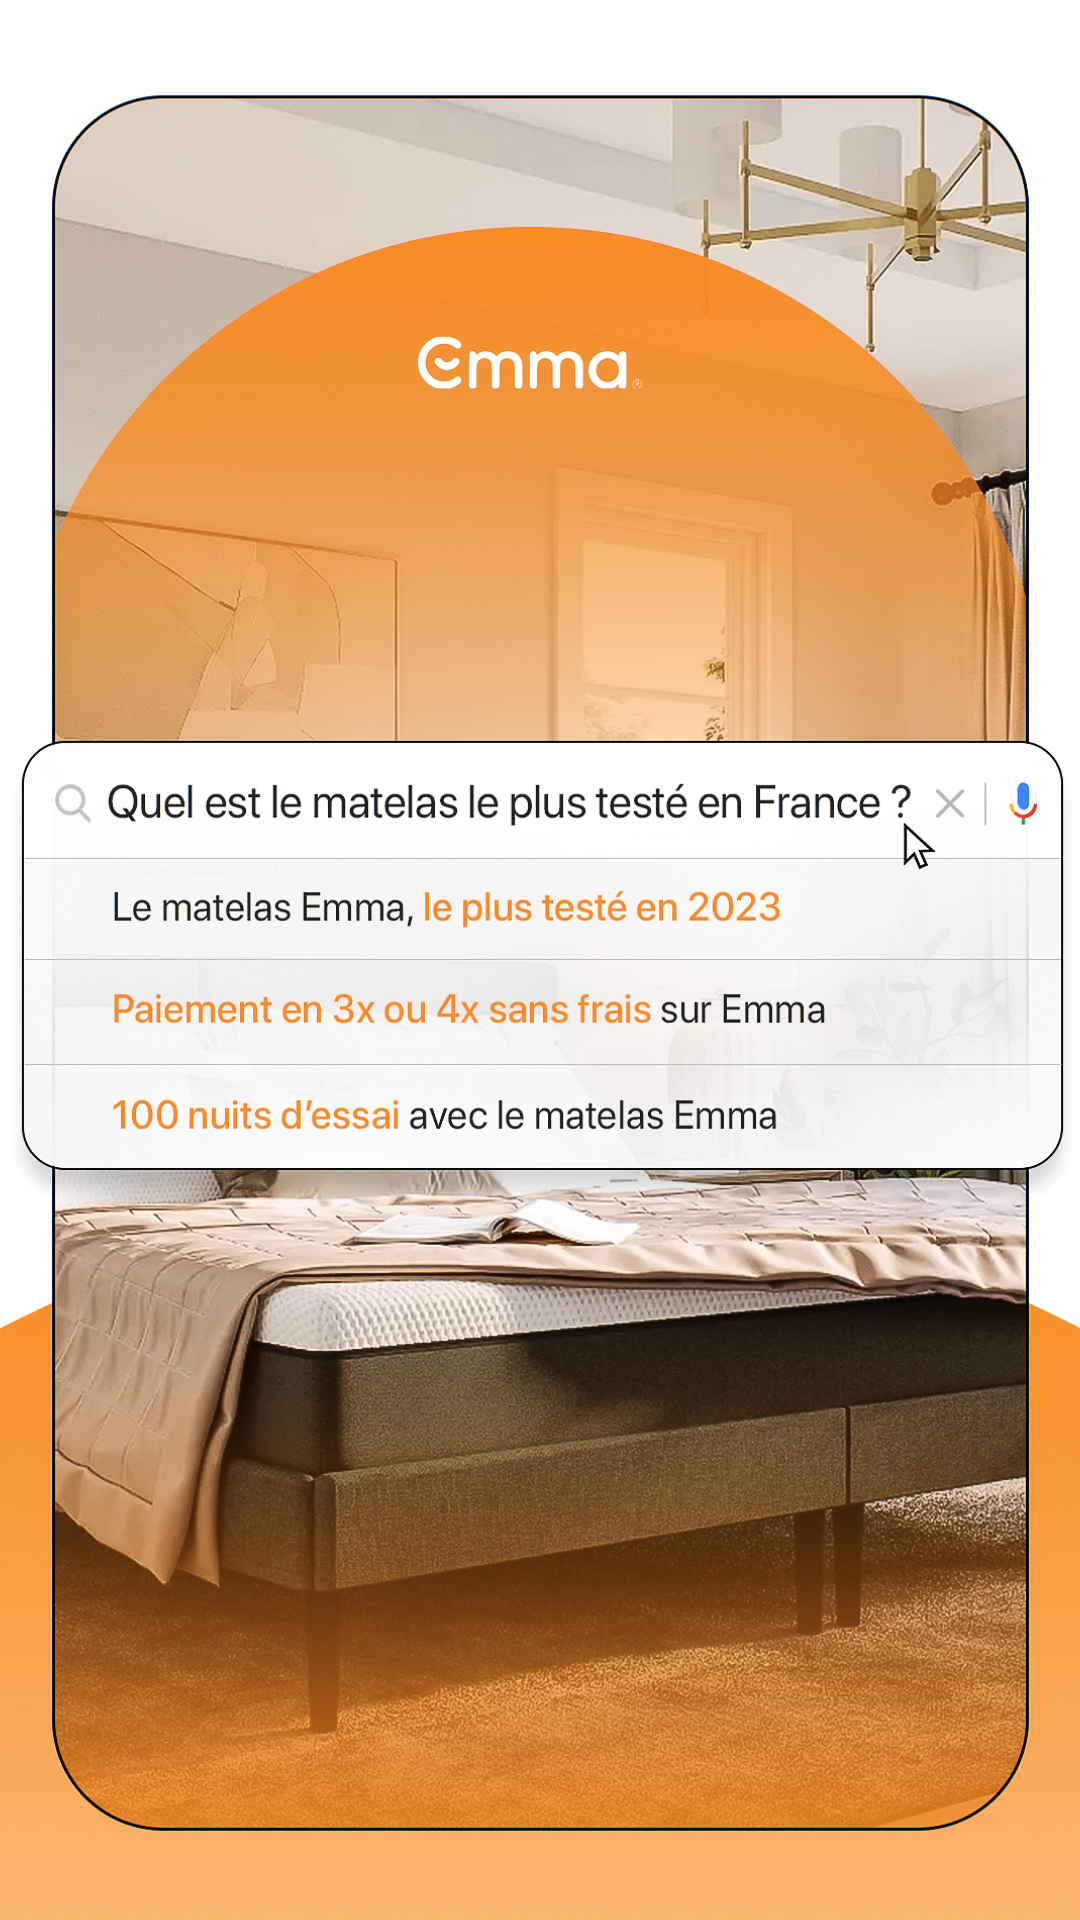 Emma®
Quel est le matelas le plus testé en France ?
Le matelas Emma, le plus testé en 2023
Paiement en 3x ou 4x sans frais sur Emma
100 nuits d’essai avec le matelas Emma